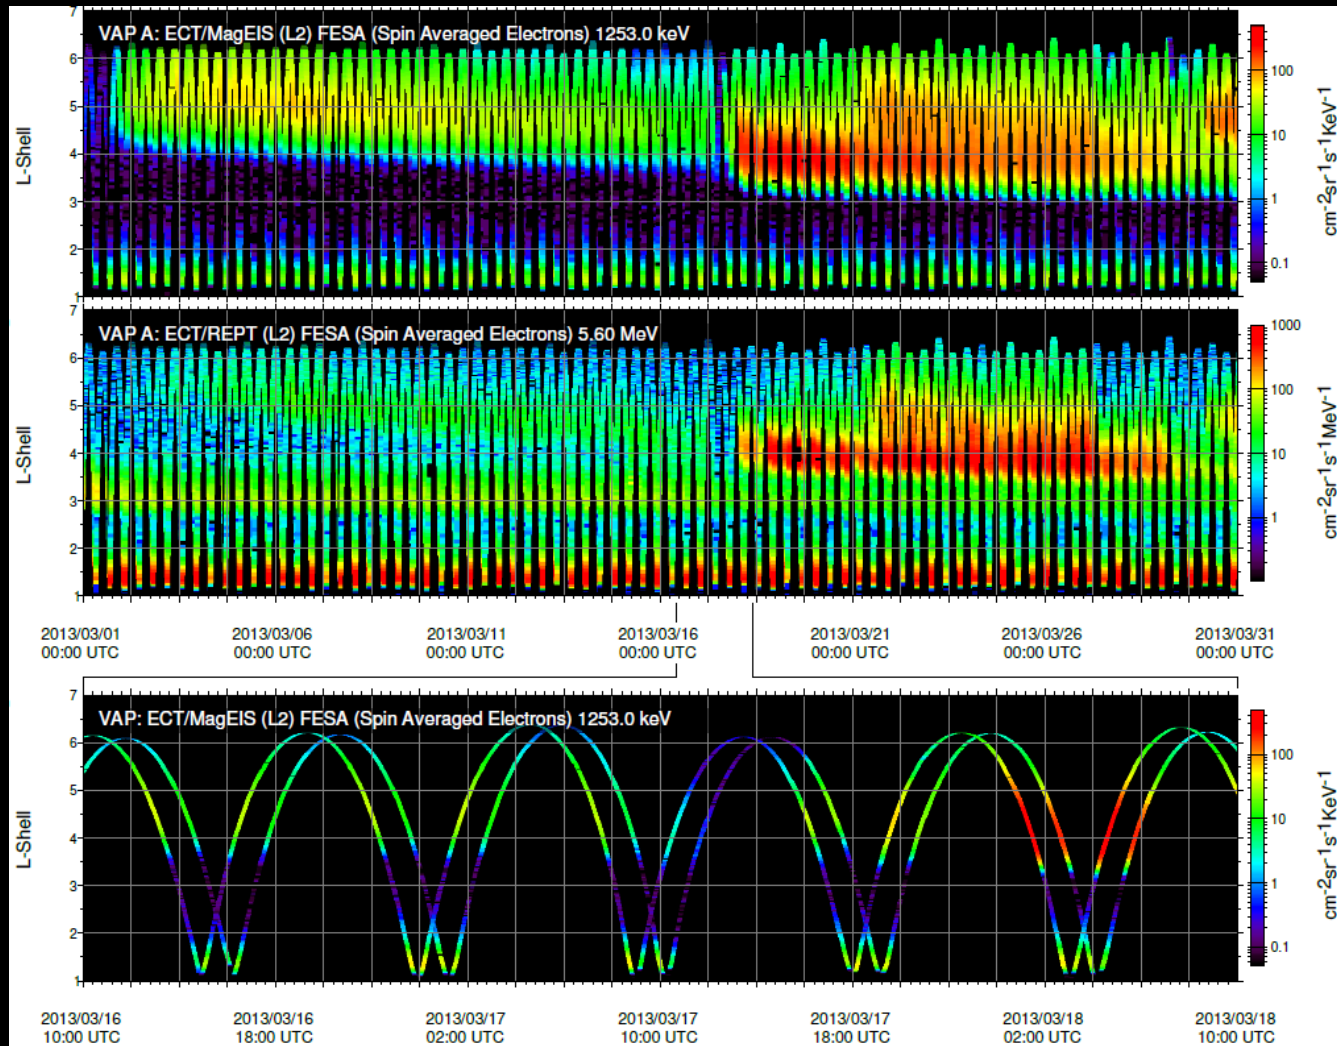 7
6
5
4
3
2
1
L-Shell
VAP A: ECT/MagEIS (L2) FESA (Spin Averaged Electrons) 1253.0 keV
100
10
1
0.1
cm-2sr-1s-1KeV-1
7
6
5
4
3
2
1
L-Shell
VAP A: ECT/REPT (L2) FESA (Spin Averaged Electrons) 5.60 MeV
1000
100
10
1
cm-2sr-1s-1MeV-1
2013/03/01 2013/03/06 2013/03/11 2013/03/16 2013/03/21 2013/03/26 2013/03/31
00:00 UTC 00:00 UTC 00:00 UTC 00:00 UTC 00:00 UTC 00:00 UTC 00:00 UTC
7
6
5
4
3
2
1
L-Shell
VAP: ECT/MagEIS (L2) FESA (Spin Averaged Electrons) 1253.0 keV
100
10
1
0.1
cm-2sr-1s-1KeV-1
2013/03/16 2013/03/16 2013/03/17 2013/03/17 2013/03/17 2013/03/18 2013/03/18
10:00 UTC 18:00 UTC 02:00 UTC 10:00 UTC 18:00 UTC 02:00 UTC 10:00 UTC